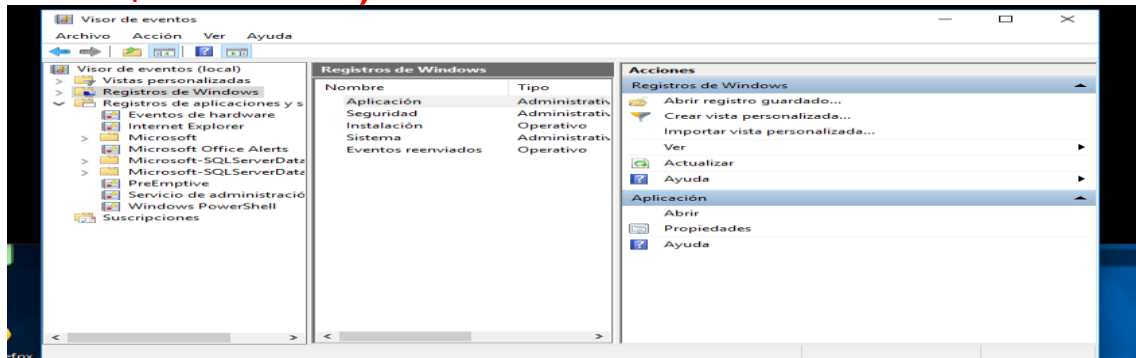 Visor de eventos
Archivo Acción Ver Ayuda
Visor de eventos (local)
Vistas personalizadas
Registros de Windows
Registros de aplicaciones y s
Eventos de hardware
Internet Explorer
Microsoft
Microsoft Office Alerts
Microsoft-SQLServerData
Microsoft-SQLServerData
PreEmptive
Servicio de administració
Windows PowerShell
Suscripciones
Registros de Windows
Nombre Tipo
Aplicación Administrativ
Seguridad Administrativ
Instalación Operativo
Sistema Administrativ
Eventos reenviados Operativo
Acciones
Registros de Windows
Abrir registro guardado...
Crear vista personalizada...
Importar vista personalizada...
Ver
Actualizar
Ayuda
Aplicación
Abrir
Propiedades
Ayuda
efox